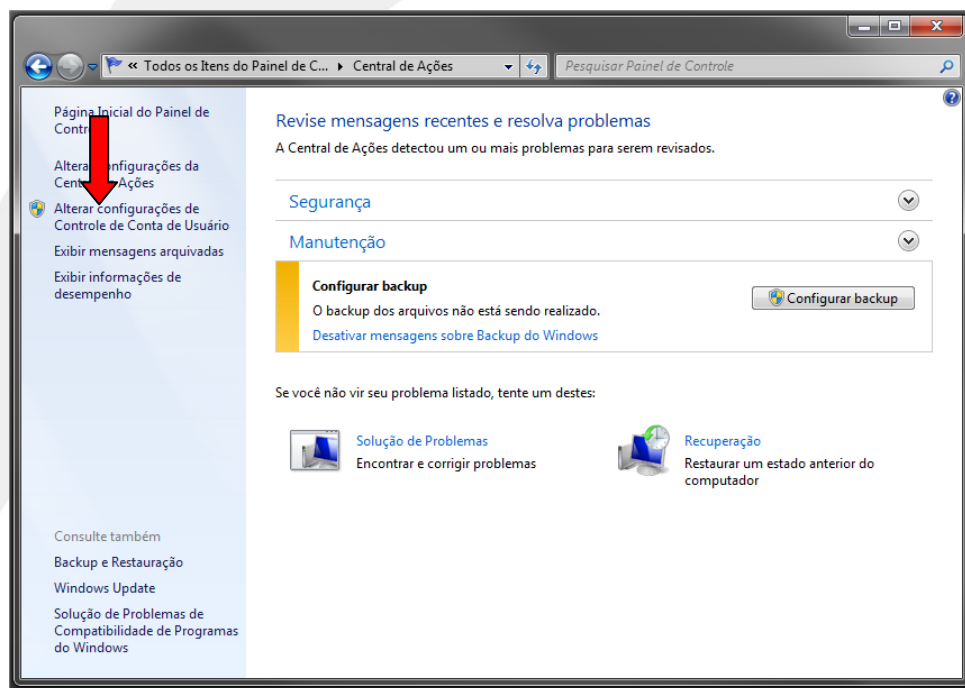 « Todos os Itens do Painel de C... Central de Ações
Pesquisar Painel de Controle
Página Inicial do Painel de
Alterar configurações da
Ações
Alterar configurações de
Controle de Conta de Usuário
Exibir mensagens arquivadas
Exibir informações de
desempenho
Consulte também
Backup e Restauração
Windows Update
Solução de Problemas de
Compatibilidade de Programas
do Windows
Revise mensagens recentes e resolva problemas
A Central de Ações detectou um ou mais problemas para serem revisados.
Segurança
Manutenção
Configurar backup
O backup dos arquivos não está sendo realizado.
Desativar mensagens sobre Backup do Windows
Configurar backup
Se você não vir seu problema listado, tente um destes:
Solução de Problemas
Encontrar e corrigir problemas
Recuperação
Restaurar um estado anterior do
computador